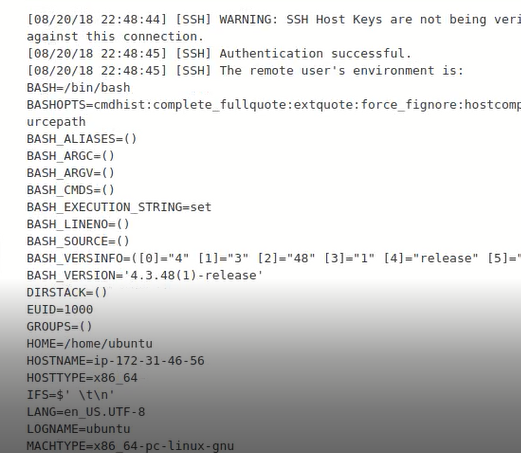 [08/20/18 22:48:44] [SSH] WARNING: SSH Host Keys are not being veri
against this connection.
[08/20/18 22:48:45] [SSH] Authentication successful.
[08/20/18 22:48:45] [SSH] The remote user's environment is:
BASH=/bin/bash
BASHOPTS=cmdhist:complete_fullquote:extquote:force_fignore:hostcomp
urcepath
BASH_ALIASES=()
BASH_ARGC=()
BASH_ARGV=()
BASH_CMDS=()
BASH_EXECUTION_STRING=set
BASH_LINENO=()
BASH_SOURCE=()
BASH_VERSINFO=([0]="4" [1]="3" [2]="48" [3]="1" [4]="release" [5]="
BASH_VERSION='4.3.48(1)-release'
DIRSTACK=()
EUID=1000
GROUPS=()
HOME=/home/ubuntu
HOSTNAME=ip-172-31-46-56
HOSTTYPE=x86_64
IFS=$' \t\n'
LANG=en_US.UTF-8
LOGNAME=ubuntu
MACHTYPE=x86_64-pc-linux-gnu